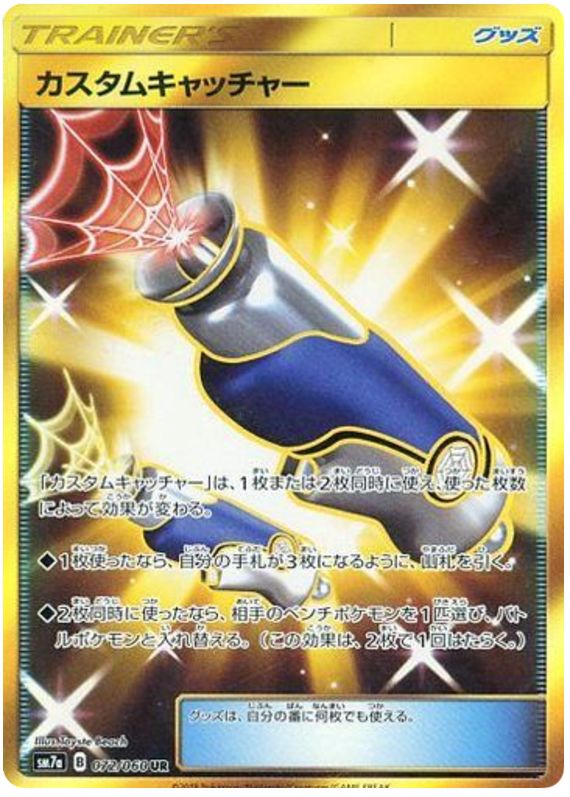 TRAINER'S
グッズ
カスタムキャッチャー
「カスタムキャッチャー」は、1枚または2枚同時に使え、使った枚数
によって効果が変わる。
◆1枚使ったなら、自分の手札が3枚になるように、山札を引く。
◆2枚同時に使ったなら、相手のベンチポケモンを1匹選び、バト
ルポケモンと入れ替える。（この効果は、2枚で1回はたらく。）
グッズは、自分の番に何枚でも使える。
Illus. Toyste Beach
SM7a B 072/060 UR
©2018 Pokémon/Nintendo/Creatures/GAME FREAK